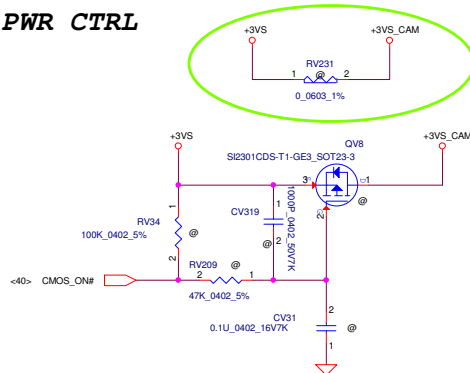 PWR CTRL
+3VS
+3VS_CAM
RV231
1
@
2
0_0603_1%
+3VS
+3VS_CAM
QV8
SI2301CDS-T1-GE3_SOT23-3
3
1
2
@
1
RV34
100K_0402_5%
@
2
1
CV319
1000P_0402_50V7K
@
2
<40> CMOS_ON#
RV209
@
2
1
47K_0402_5%
2
CV31
0.1U_0402_16V7K
@
1